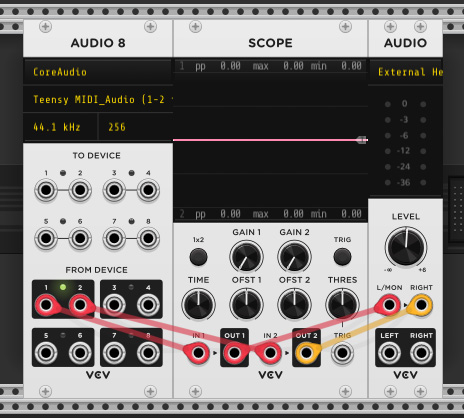 AUDIO 8
CoreAudio
Teensy MIDI_Audio (1-2
44.1 kHz 256
TO DEVICE
1 2 3 4
5 6 7 8
FROM DEVICE
1 2 3 4
5 6 7 8
VCV
SCOPE
1 pp 0.00 max 0.00 min 0.00
2 pp 0.00 max 0.00 min 0.00
1x2 GAIN 1 GAIN 2 TRIG
TIME OFST 1 OFST 2 THRES
IN 1 OUT 1 IN 2 OUT 2 TRIG
VCV
AUDIO
External He
0
-3
-6
-12
-24
-36
LEVEL
-∞ +6
L/MON RIGHT
LEFT RIGHT
VCV